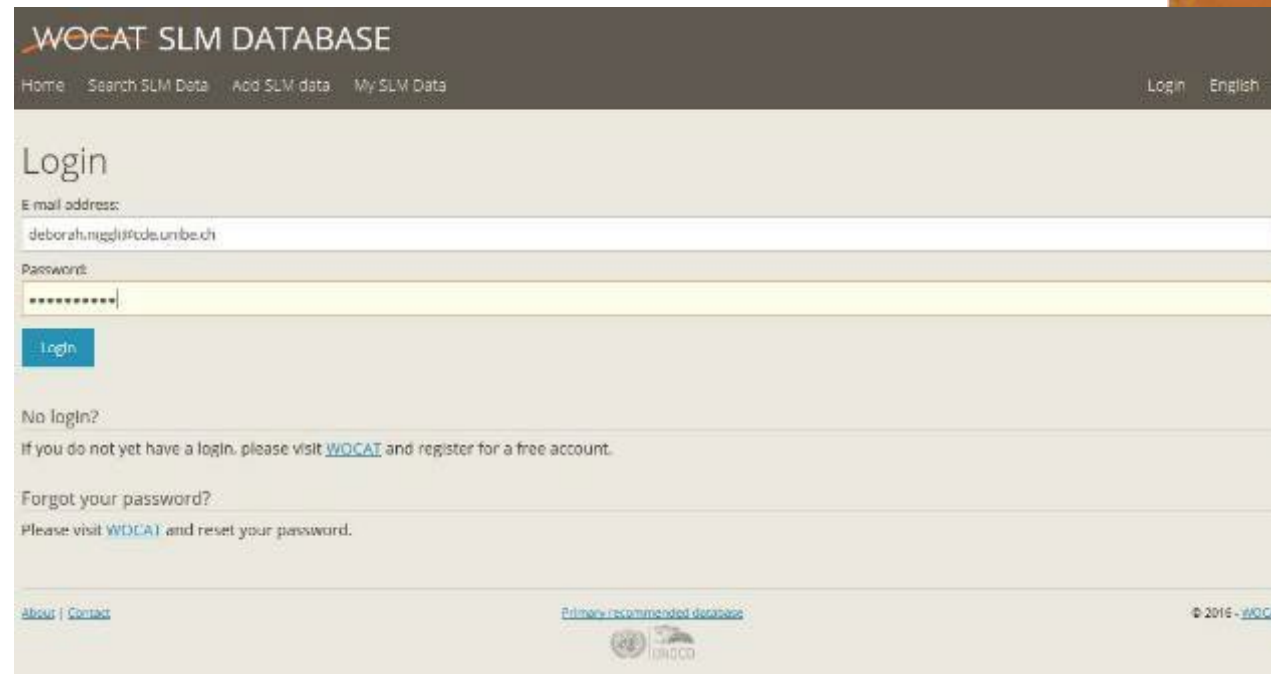 WOCAT SLM DATABASE
Home Search SLM Data Add SLM data My SLM Data Login English
Login
E-mail address:
deborah.niggli@cde.unibe.ch
Password:
••••••••••
Login
No login?
If you do not yet have a login, please visit WOCAT and register for a free account.
Forgot your password?
Please visit WOCAT and reset your password.
About | Contact Primary recommended database © 2016 - WOC
UNCCD